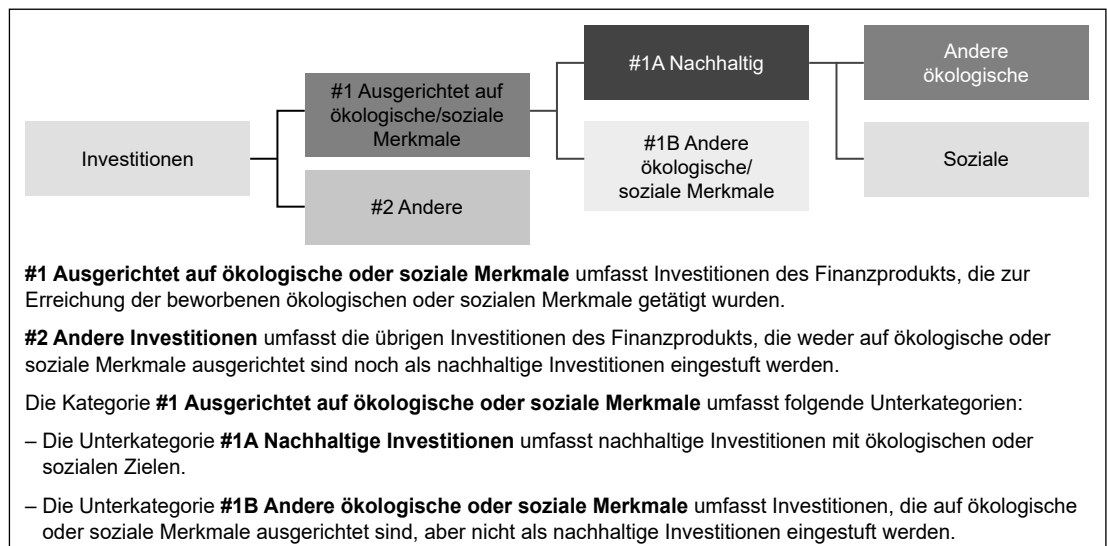 Investitionen
#1 Ausgerichtet auf
ökologische/soziale
Merkmale
#2 Andere
#1A Nachhaltig
#1B Andere
ökologische/
soziale Merkmale
Andere
ökologische
Soziale
#1 Ausgerichtet auf ökologische oder soziale Merkmale umfasst Investitionen des Finanzprodukts, die zur
Erreichung der beworbenen ökologischen oder sozialen Merkmale getätigt wurden.
#2 Andere Investitionen umfasst die übrigen Investitionen des Finanzprodukts, die weder auf ökologische oder
soziale Merkmale ausgerichtet sind noch als nachhaltige Investitionen eingestuft werden.
Die Kategorie #1 Ausgerichtet auf ökologische oder soziale Merkmale umfasst folgende Unterkategorien:
– Die Unterkategorie #1A Nachhaltige Investitionen umfasst nachhaltige Investitionen mit ökologischen oder
sozialen Zielen.
– Die Unterkategorie #1B Andere ökologische oder soziale Merkmale umfasst Investitionen, die auf ökologische
oder soziale Merkmale ausgerichtet sind, aber nicht als nachhaltige Investitionen eingestuft werden.